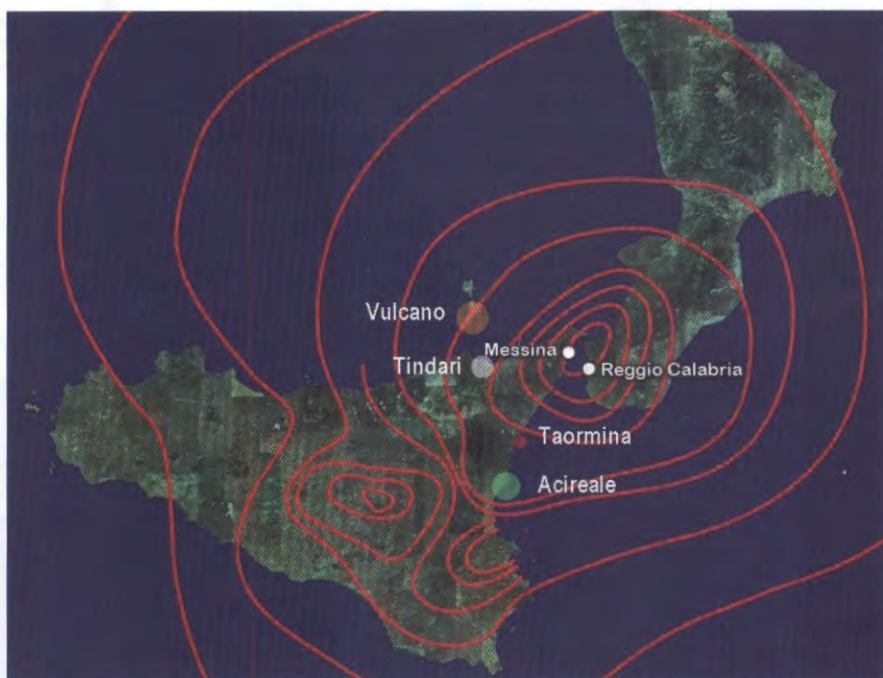 Vulcano
Messina
Tindari
Reggio Calabria
Taormina
Acireale